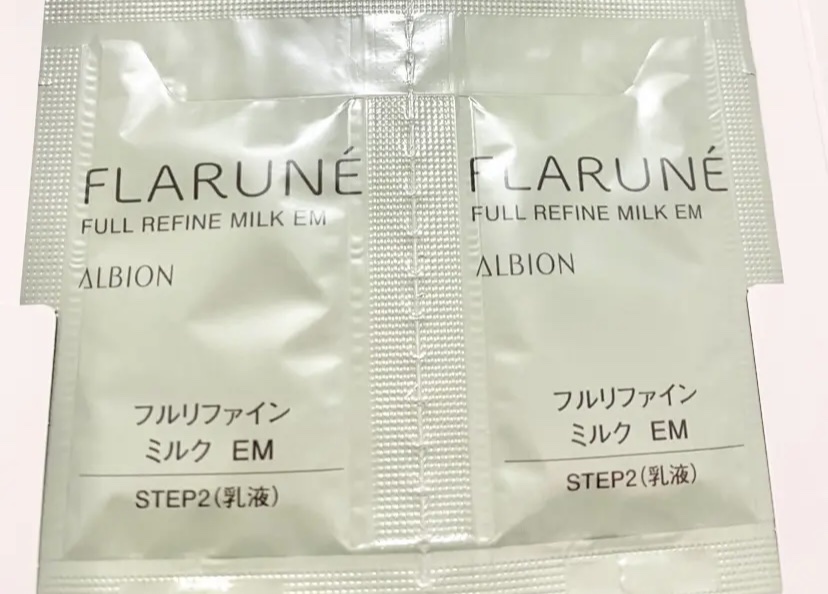 FLARUNÉ
FULL REFINE MILK EM
ALBION
フルリファイン
ミルク EM
STEP2(乳液)
FLARUNÉ
FULL REFINE MILK EM
ALBION
フルリファイン
ミルク EM
STEP2(乳液)